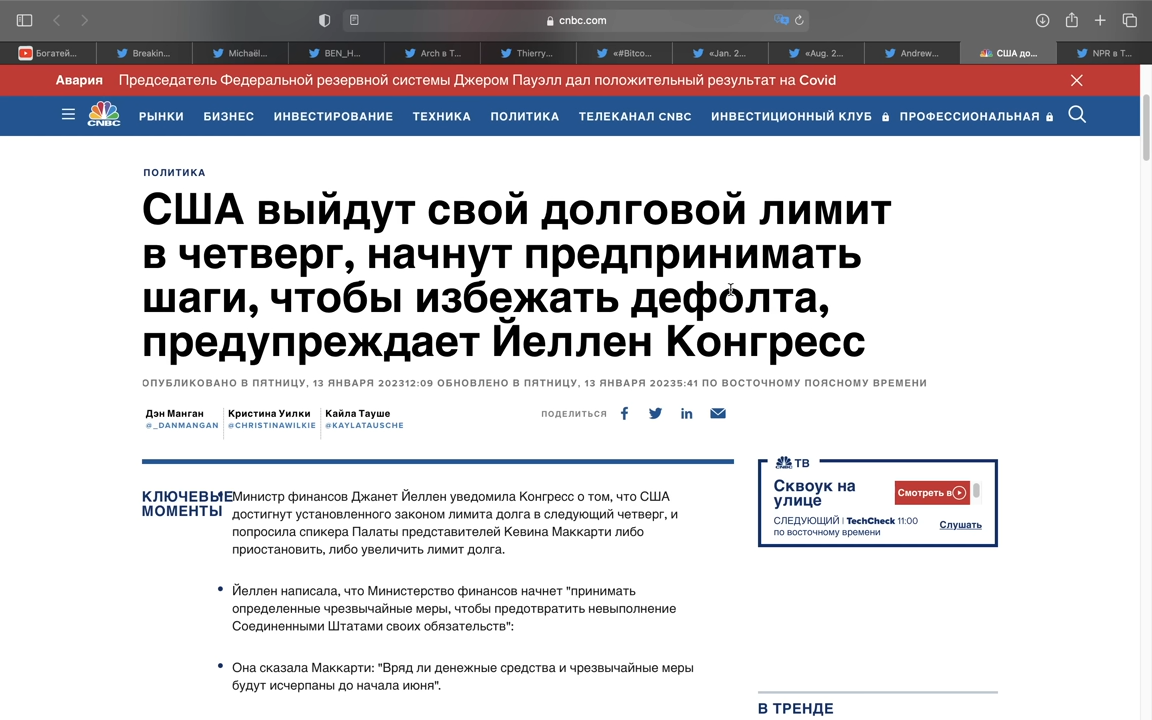 cnbc.com
Богатей...
Breakin...
Michaël...
BEN_H...
Arch в Т...
Thierry...
«#Bitco...
«Jan. 2...
«Aug. 2...
Andrew...
США до...
NPR в Т...
Авария Председатель Федеральной резервной системы Джером Пауэлл дал положительный результат на Covid
CNBC
РЫНКИ БИЗНЕС ИНВЕСТИРОВАНИЕ ТЕХНИКА ПОЛИТИКА ТЕЛЕКАНАЛ CNBC ИНВЕСТИЦИОННЫЙ КЛУБ ПРОФЕССИОНАЛЬНАЯ
ПОЛИТИКА
США выйдут свой долговой лимит
в четверг, начнут предпринимать
шаги, чтобы избежать дефолта,
предупреждает Йеллен Конгресс
ОПУБЛИКОВАНО В ПЯТНИЦУ, 13 ЯНВАРЯ 202312:09 ОБНОВЛЕНО В ПЯТНИЦУ, 13 ЯНВАРЯ 20235:41 ПО ВОСТОЧНОМУ ПОЯСНОМУ ВРЕМЕНИ
Дэн Манган
@_DANMANGAN
Кристина Уилки
@CHRISTINAWILKIE
Кайла Тауше
@KAYLATAUSCHE
ПОДЕЛИТЬСЯ
КЛЮЧЕВЫЕ
МОМЕНТЫ
Министр финансов Джанет Йеллен уведомила Конгресс о том, что США
достигнут установленного законом лимита долга в следующий четверг, и
попросила спикера Палаты представителей Кевина Маккарти либо
приостановить, либо увеличить лимит долга.
Йеллен написала, что Министерство финансов начнет "принимать
определенные чрезвычайные меры, чтобы предотвратить невыполнение
Соединенными Штатами своих обязательств":
Она сказала Маккарти: "Вряд ли денежные средства и чрезвычайные меры
будут исчерпаны до начала июня".
CNBC ТВ
Сквоук на
улице
Смотреть в
СЛЕДУЮЩИЙ | TechCheck 11:00
по восточному времени
Слушать
В ТРЕНДЕ